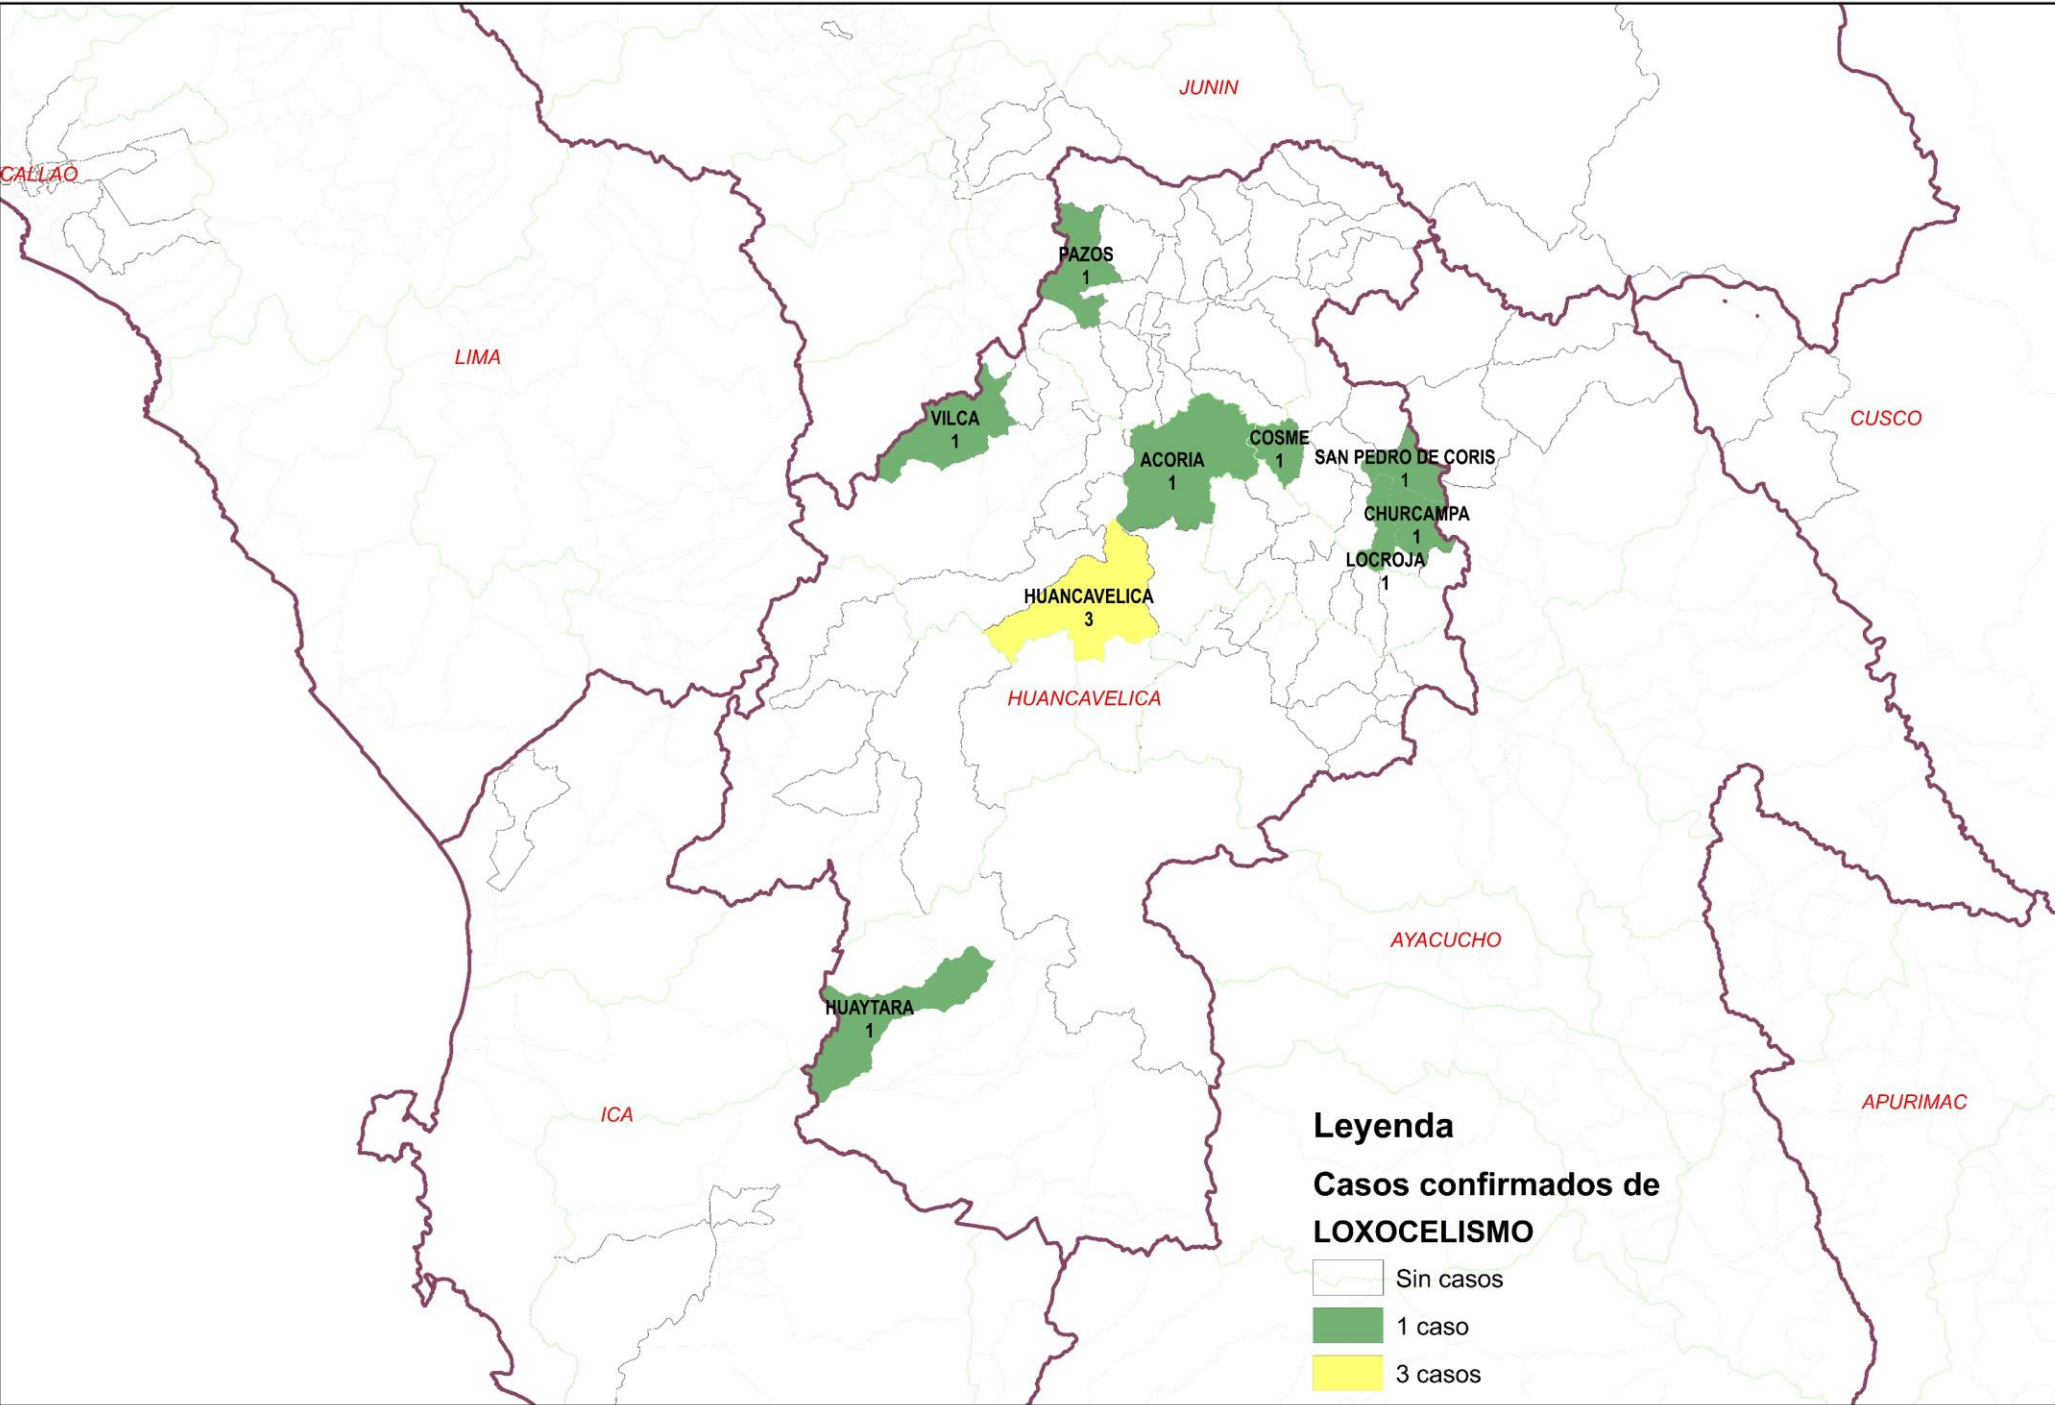 JUNIN
CALLAO
PAZOS
1
LIMA
VILCA
1
CUSCO
COSME
1
ACORIA
1
SAN PEDRO DE CORIS
1
CHURCAMPA
1
LOCROJA
1
HUANCAVELICA
3
HUANCAVELICA
AYACUCHO
HUAYTARA
1
ICA
APURIMAC
Leyenda
Casos confirmados de
LOXOCELISMO
Sin casos
1 caso
3 casos